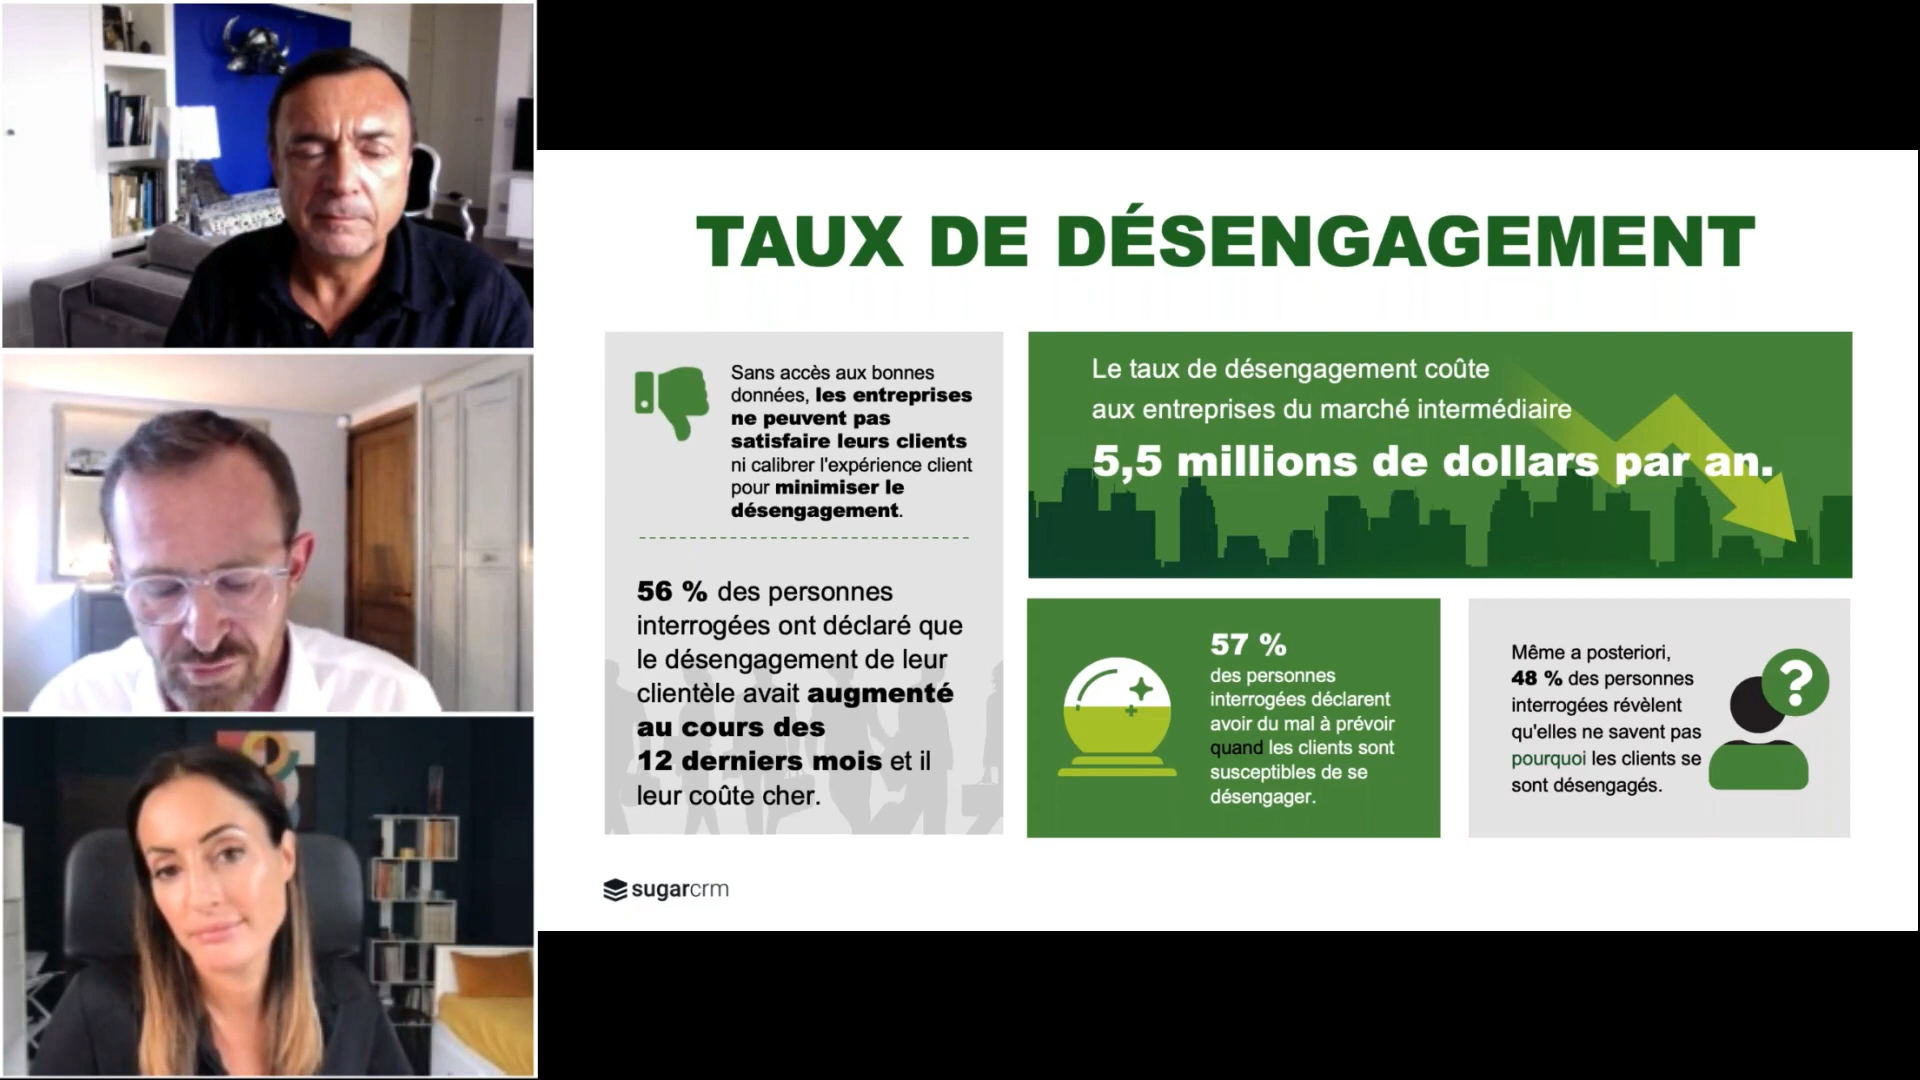 TAUX DE DÉSENGAGEMENT
Sans accès aux bonnes
données, les entreprises
ne peuvent pas
satisfaire leurs clients
ni calibrer l'expérience client
pour minimiser le
désengagement.
56 % des personnes
interrogées ont déclaré que
le désengagement de leur
clientèle avait augmenté
au cours des
12 derniers mois et il
leur coûte cher.
Le taux de désengagement coûte
aux entreprises du marché intermédiaire
5,5 millions de dollars par an.
57 %
des personnes
interrogées déclarent
avoir du mal à prévoir
quand les clients sont
susceptibles de se
désengager.
Même a posteriori,
48 % des personnes
interrogées révèlent
qu'elles ne savent pas
pourquoi les clients se
sont désengagés.
?
sugarcrm